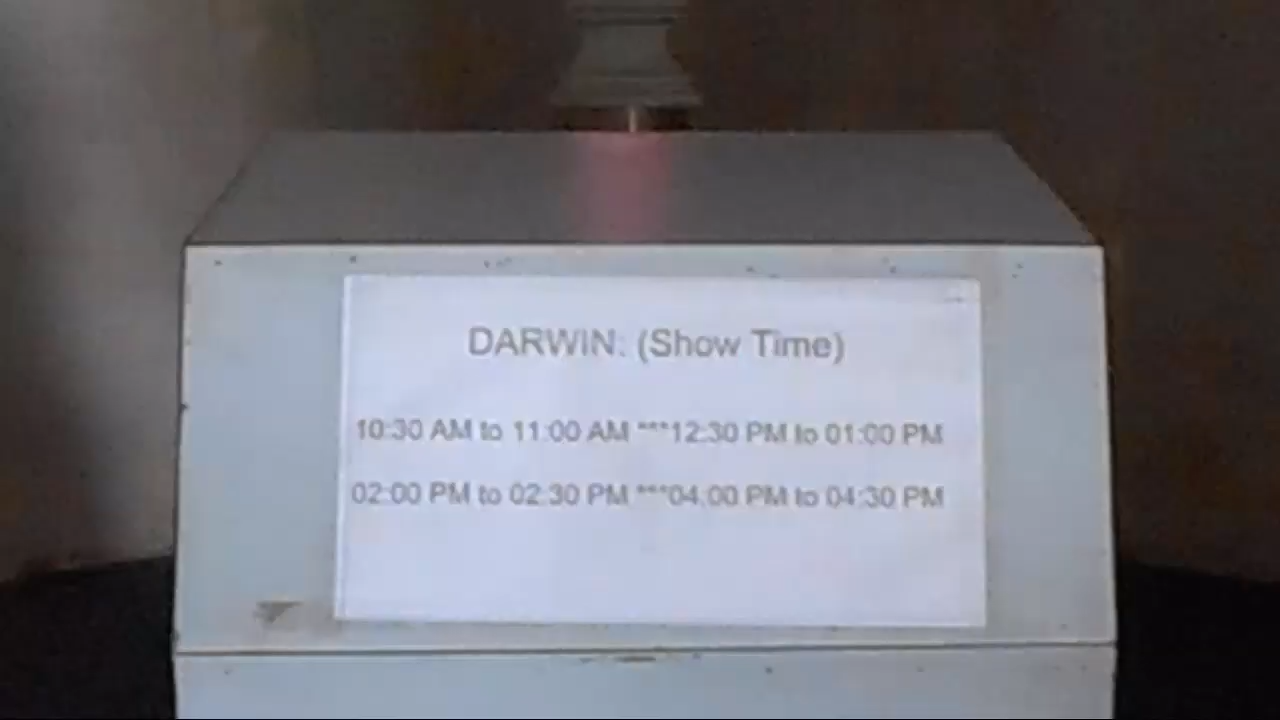 DARWIN: (Show Time)
10:30 AM to 11:00 AM ***12:30 PM to 01:00 PM
02:00 PM to 02:30 PM ***04:00 PM to 04:30 PM